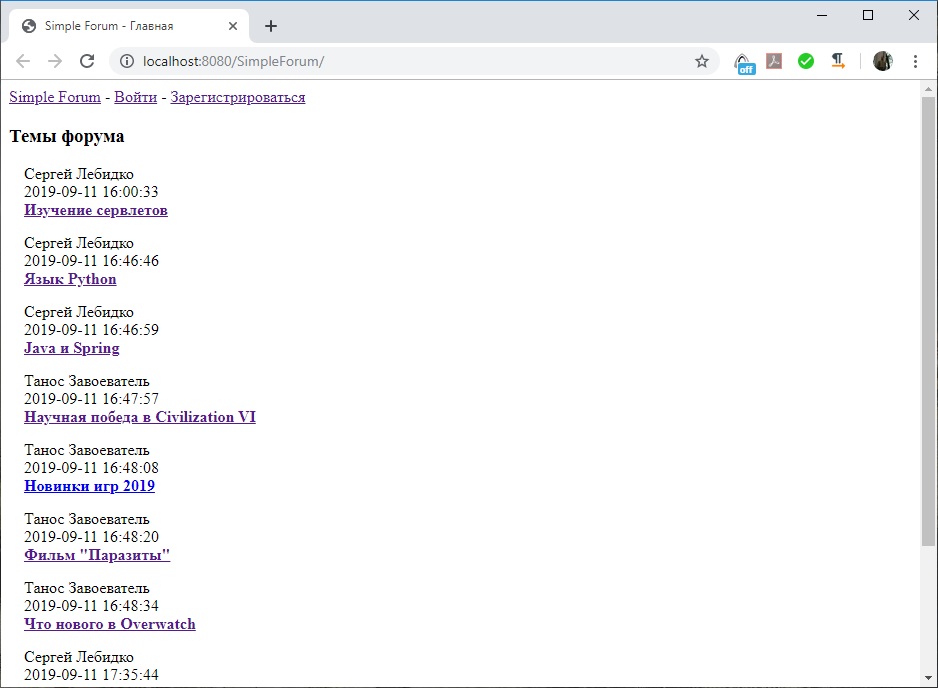 Simple Forum - Главная
localhost:8080/SimpleForum/
off
Simple Forum - Войти - Зарегистрироваться
Темы форума
Сергей Лебидко
2019-09-11 16:00:33
Изучение сервлетов
Сергей Лебидко
2019-09-11 16:46:46
Язык Python
Сергей Лебидко
2019-09-11 16:46:59
Java и Spring
Танос Завоеватель
2019-09-11 16:47:57
Научная победа в Civilization VI
Танос Завоеватель
2019-09-11 16:48:08
Новинки игр 2019
Танос Завоеватель
2019-09-11 16:48:20
Фильм "Паразиты"
Танос Завоеватель
2019-09-11 16:48:34
Что нового в Overwatch
Сергей Лебидко
2019-09-11 17:35:44